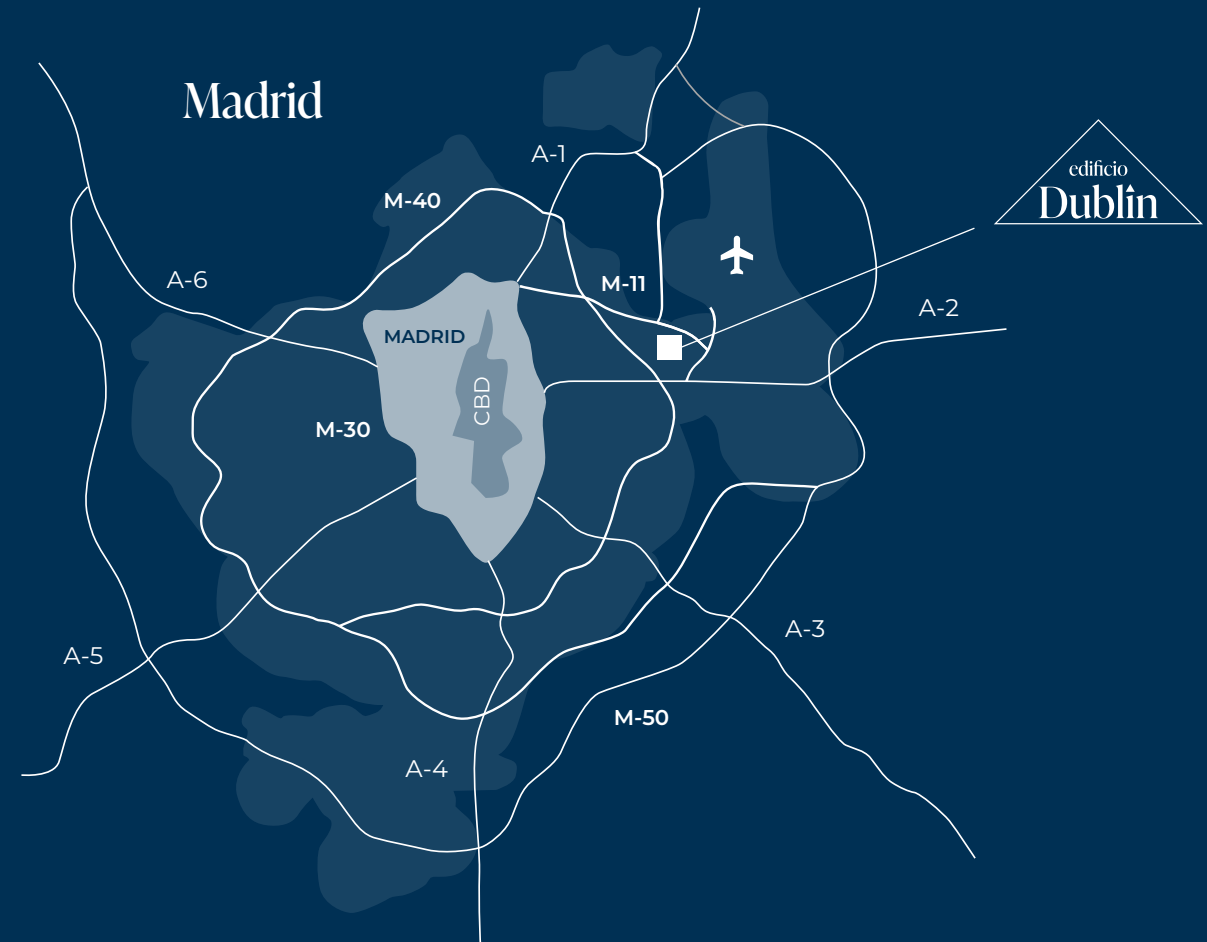 Madrid
A-1
edificio
Dublin
M-40
A-6
M-11
A-2
MADRID
CBD
M-30
A-3
A-5
M-50
A-4